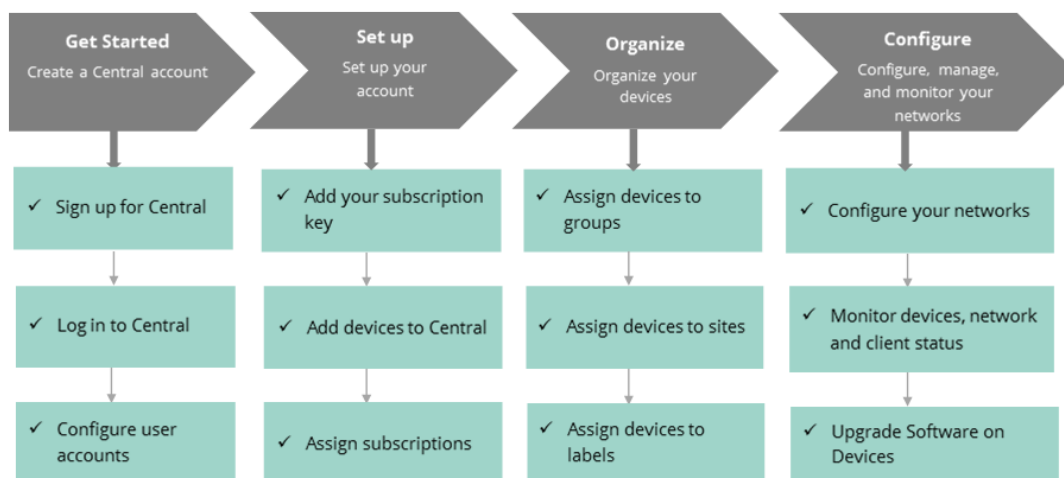 Get Started
Create a Central account
Set up
Set up your
account
Organize
Organize your
devices
Configure
Configure, manage,
and monitor your
networks
✓ Sign up for Central
✓ Log in to Central
✓ Configure user
accounts
✓ Add your subscription
key
✓ Add devices to Central
✓ Assign subscriptions
✓ Assign devices to
groups
✓ Assign devices to sites
✓ Assign devices to
labels
✓ Configure your networks
✓ Monitor devices, network
and client status
✓ Upgrade Software on
Devices